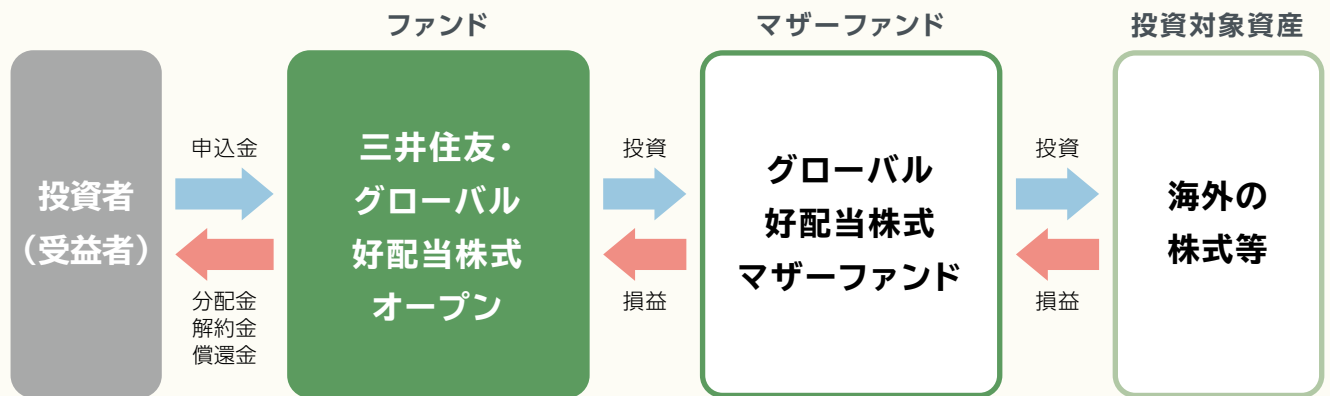 ファンド
マザーファンド
投資対象資産
投資者
（受益者）
申込金
分配金
解約金
償還金
三井住友・
グローバル
好配当株式
オープン
投資
損益
グローバル
好配当株式
マザーファンド
投資
損益
海外の
株式等